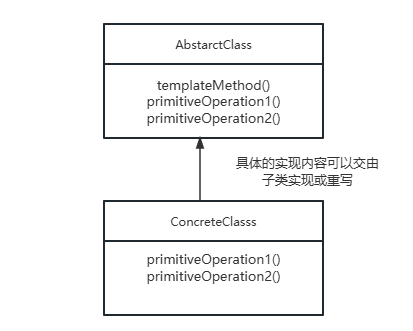 AbstarctClass
templateMethod()
primitiveOperation1()
primitiveOperation2()
具体的实现内容可以交由
子类实现或重写
ConcreteClasss
primitiveOperation1()
primitiveOperation2()